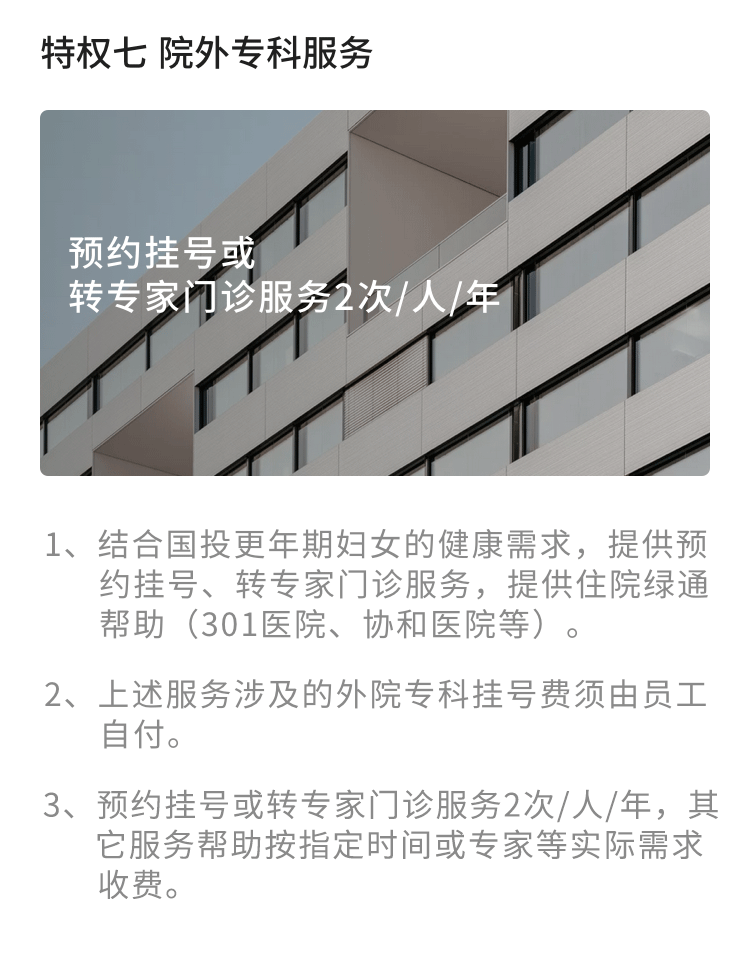 特权七 院外专科服务
预约挂号或
转专家门诊服务2次/人/年
1、结合国投更年期妇女的健康需求，提供预
约挂号、转专家门诊服务，提供住院绿通
帮助（301医院、协和医院等）。
2、上述服务涉及的外院专科挂号费须由员工
自付。
3、预约挂号或转专家门诊服务2次/人/年，其
它服务帮助按指定时间或专家等实际需求
收费。